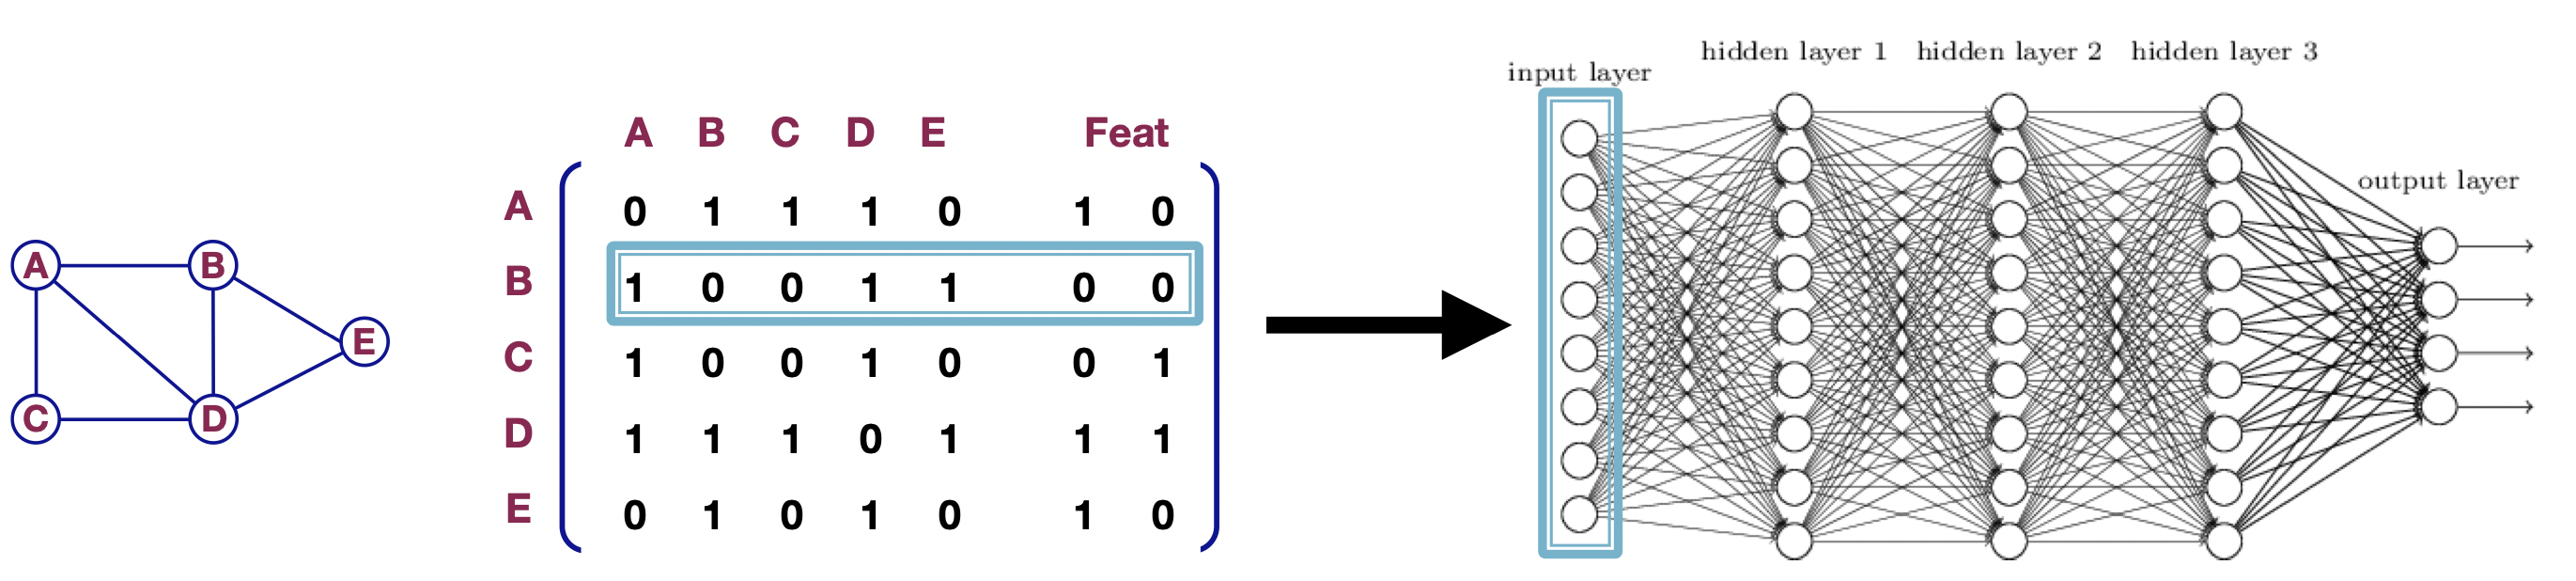 A B C D E
A B C D E Feat
A 0 1 1 1 0 1 0
B 1 0 0 1 1 0 0
C 1 0 0 1 0 0 1
D 1 1 1 0 1 1 1
E 0 1 0 1 0 1 0
input layer
hidden layer 1 hidden layer 2 hidden layer 3
output layer